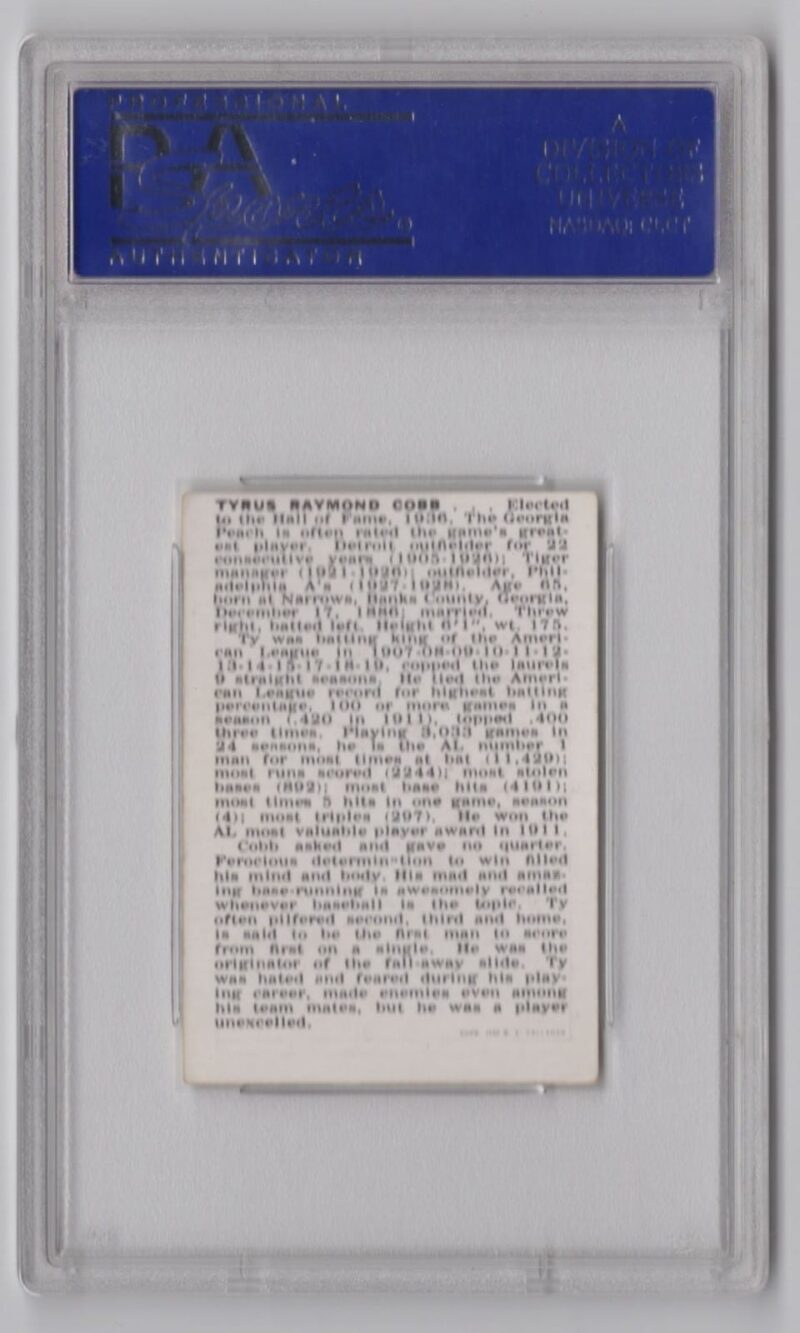 PROFESSIONAL
PSA
Sports®
AUTHENTICATOR
A
DIVISION OF
COLLECTORS
UNIVERSE
NASDAQ: CLCT
TYRUS RAYMOND COBB . . . Elected
to the Hall of Fame, 1936. The Georgia
Peach is often rated the game's great-
est player. Detroit outfielder for 22
consecutive years (1905-1926); Tiger
manager (1921-1926); outfielder, Phil-
adelphia A's (1927-1928). Age 65,
born at Narrows, Banks County, Georgia,
December 17, 1886; married. Threw
right, batted left. Height 6'1", wt. 175.
Ty was batting king of the Ameri-
can League in 1907-08-09-10-11-12-
13-14-15-17-18-19, copped the laurels
9 straight seasons. He tied the Ameri-
can League record for highest batting
percentage, 100 or more games in a
season (.420 in 1911), topped .400
three times. Playing 3,033 games in
24 seasons, he is the AL number 1
man for most times at bat (11,429);
most runs scored (2244); most stolen
bases (892); most base hits (4191);
most times 5 hits in one game, season
(4); most triples (297). He won the
AL most valuable player award in 1911.
Cobb asked and gave no quarter.
Ferocious determin-tion to win filled
his mind and body. His mad and amaz-
ing base-running is awesomely recalled
whenever baseball is the topic. Ty
often pilfered second, third and home,
is said to be the first man to score
from first on a single. He was the
originator of the fall-away slide. Ty
was hated and feared during his play-
ing career, made enemies even among
his team mates, but he was a player
unexcelled.